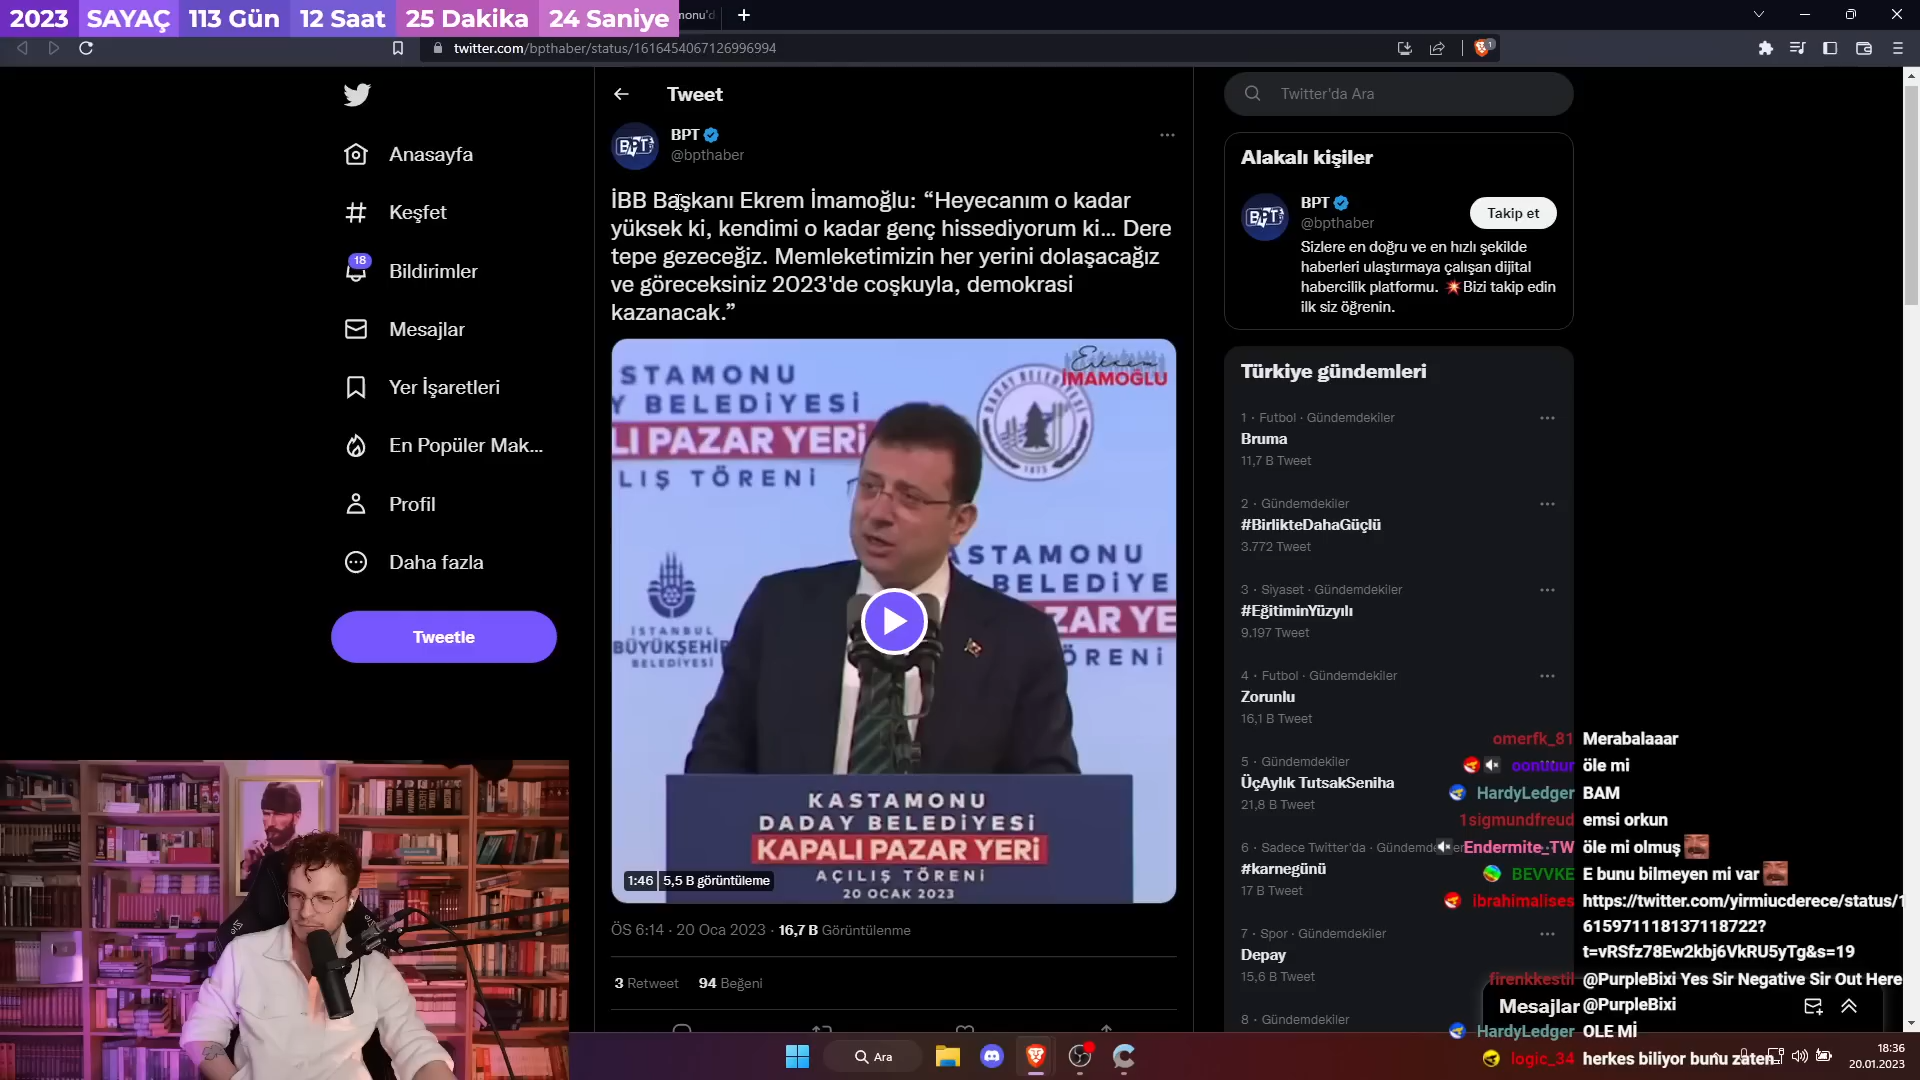 2023 SAYAÇ 113 Gün 12 Saat 25 Dakika 24 Saniye
twitter.com/bpthaber/status/1616454067126996994
Anasayfa
Keşfet
18
Bildirimler
Mesajlar
Yer İşaretleri
En Popüler Mak...
Profil
Daha fazla
Tweetle
Tweet
BPT
@bpthaber
İBB Başkanı Ekrem İmamoğlu: “Heyecanım o kadar
yüksek ki, kendimi o kadar genç hissediyorum ki... Dere
tepe gezeceğiz. Memleketimizin her yerini dolaşacağız
ve göreceksiniz 2023'de coşkuyla, demokrasi
kazanacak.”
STAMONU
Y BELEDİYESİ
LI PAZAR YERİ
ILIŞ TÖRENİ
Ekrem
İMAMOĞLU
DADAY
1873
ASTAMONU
BELEDİYE
ZAR YE
ÖRENİ
İSTANBUL
BÜYÜKŞEHİR
BELEDİYESİ
KASTAMONU
DADAY BELEDİYESİ
KAPALI PAZAR YERİ
AÇILIŞ TÖRENİ
20 OCAK 2023
1:46 5,5 B görüntüleme
ÖS 6:14 · 20 Oca 2023 · 16,7 B Görüntülenme
3 Retweet 94 Beğeni
Twitter'da Ara
Alakalı kişiler
BPT
@bpthaber
Takip et
Sizlere en doğru ve en hızlı şekilde
haberleri ulaştırmaya çalışan dijital
habercilik platformu. 💥Bizi takip edin
ilk siz öğrenin.
Türkiye gündemleri
1 · Futbol · Gündemdekiler
Bruma
11,7 B Tweet
2 · Gündemdekiler
#BirlikteDahaGüçlü
3.772 Tweet
3 · Siyaset · Gündemdekiler
#EğitiminYüzyılı
9.197 Tweet
4 · Futbol · Gündemdekiler
Zorunlu
16,1 B Tweet
5 · Gündemdekiler
ÜçAylık TutsakSeniha
21,8 B Tweet
6 · Sadece Twitter'da · Gündemde
#karnegünü
17 B Tweet
7 · Spor · Gündemdekiler
Depay
15,6 B Tweet
8 · Gündemdekiler
omerfk_81 Merabalaaar
oontuur öle mi
HardyLedger BAM
1sigmundfreud emsi orkun
Endermite_TW öle mi olmuş
BEVVKE E bunu bilmeyen mi var
ibrahimalises https://twitter.com/yirmiucderece/status/1
615971118137118722?
t=vRSfz78Ew2kbj6VkRU5yTg&s=19
firenkkestil @PurpleBixi Yes Sir Negative Sir Out Here
@PurpleBixi
Mesajlar
HardyLedger OLE Mİ
logic_34 herkes biliyor bunu zaten
Ara
18:36
20.01.2023